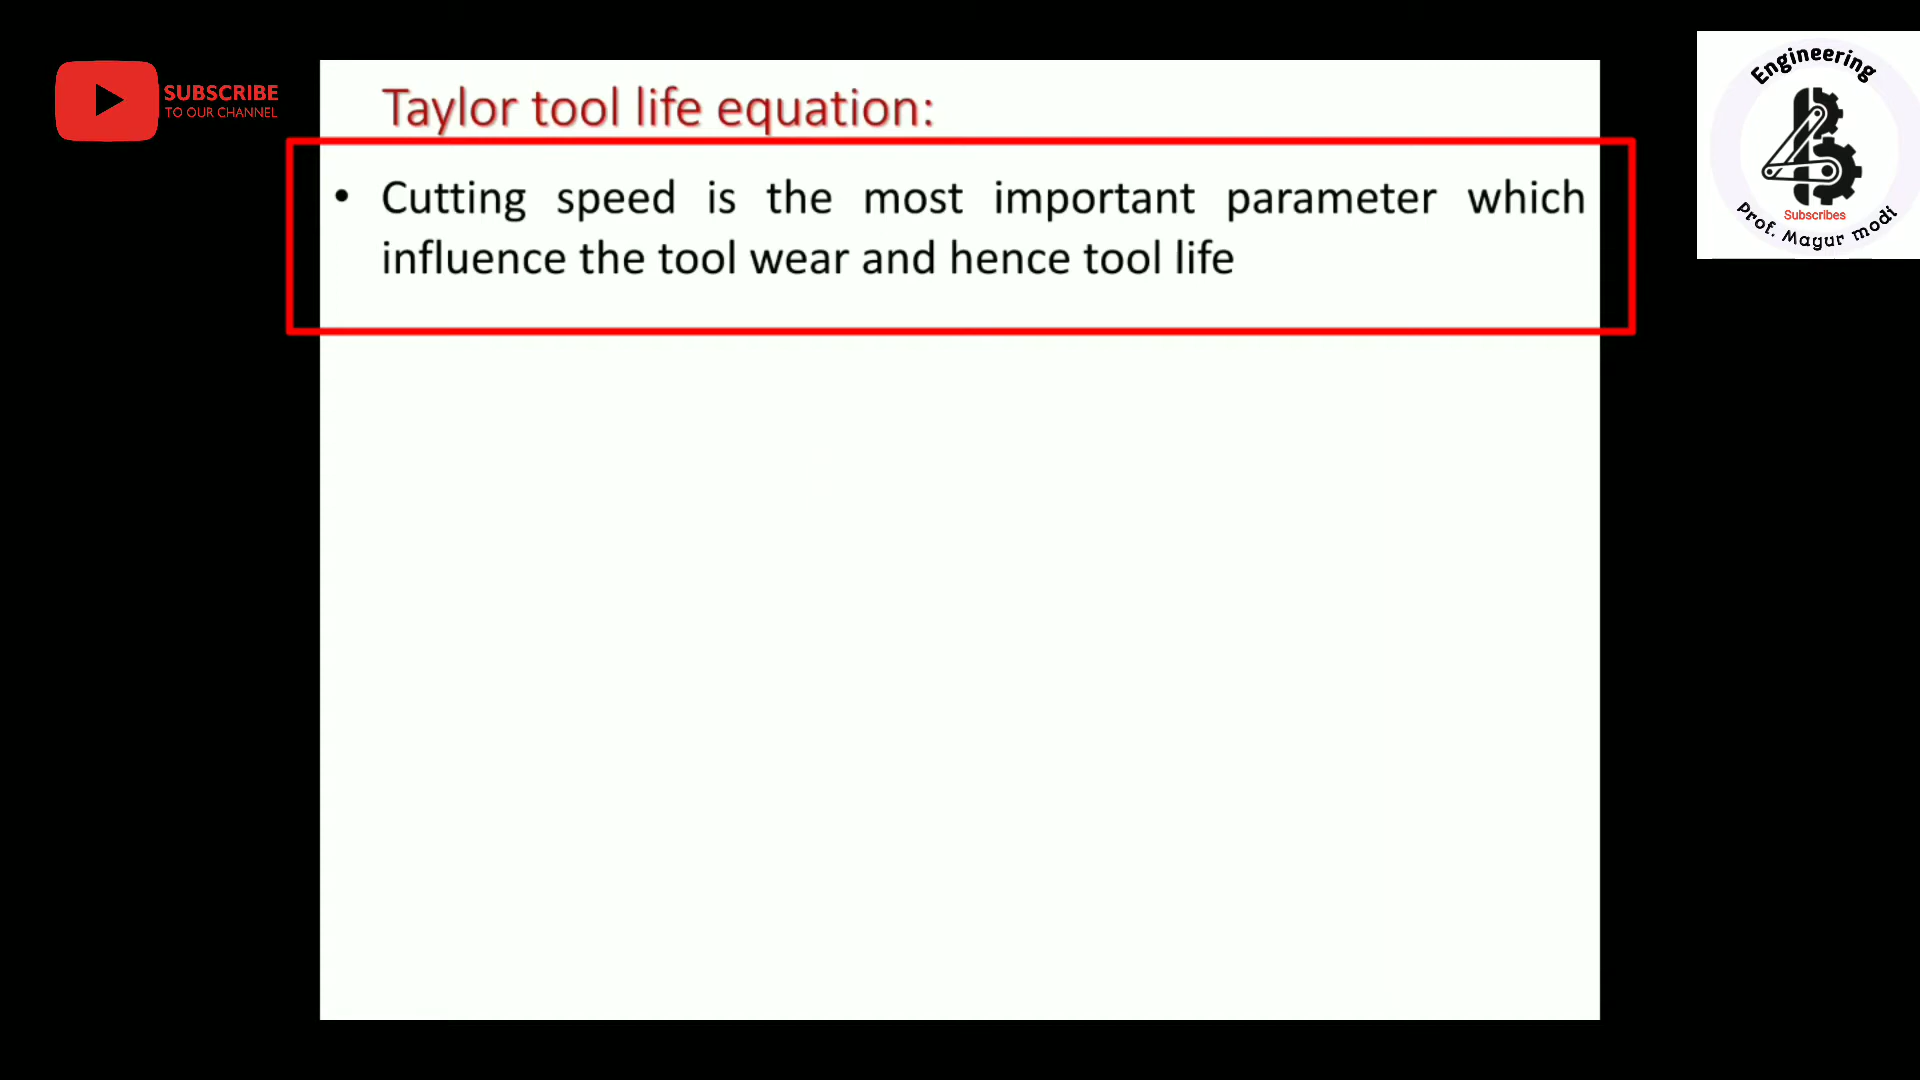 SUBSCRIBE
TO OUR CHANNEL
Taylor tool life equation:
• Cutting speed is the most important parameter which
influence the tool wear and hence tool life
Engineering
Subscribes
Prof. Mayur modi